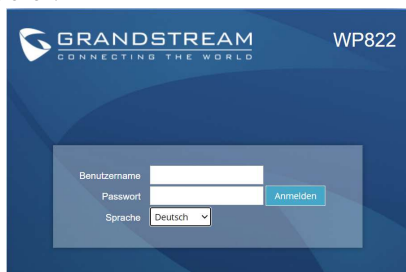 GRANDSTREAM
CONNECTING THE WORLD
WP822
Benutzername
Passwort
Anmelden
Sprache
Deutsch